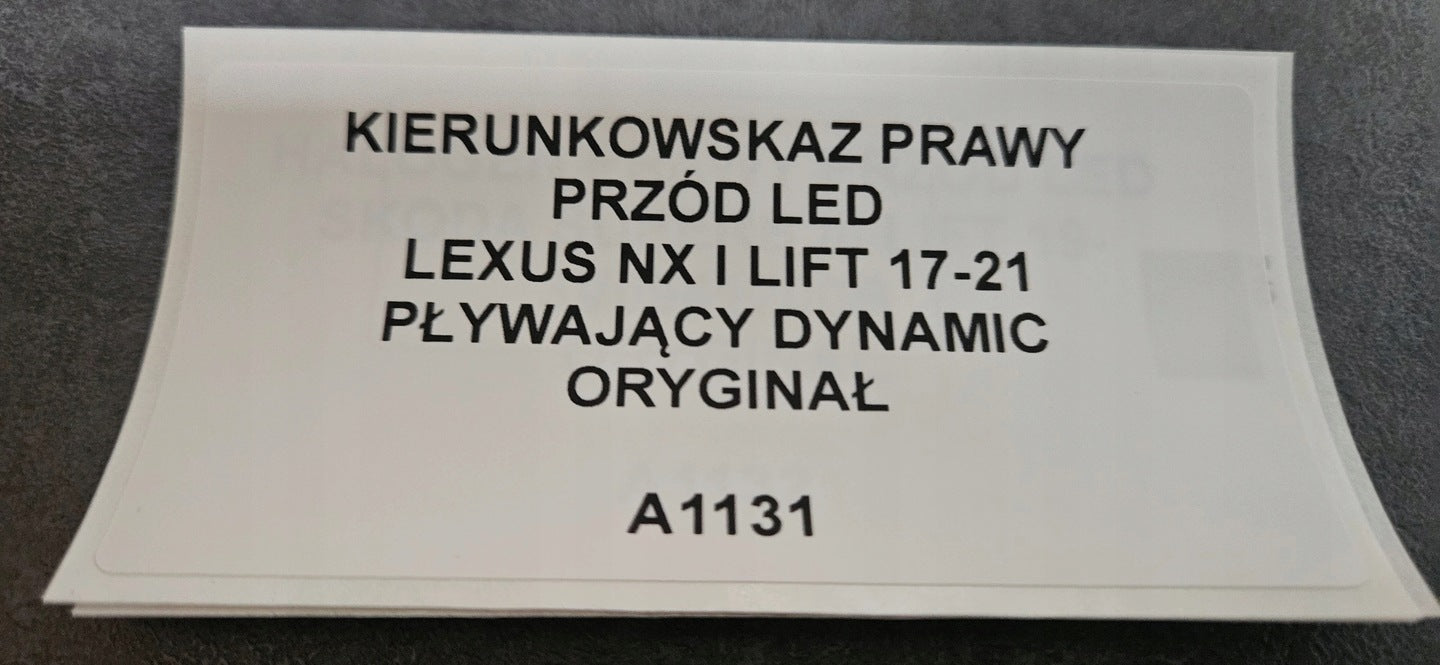 KIERUNKOWSKAZ PRAWY
PRZÓD LED
LEXUS NX I LIFT 17-21
PŁYWAJĄCY DYNAMIC
ORYGINAŁ
A1131